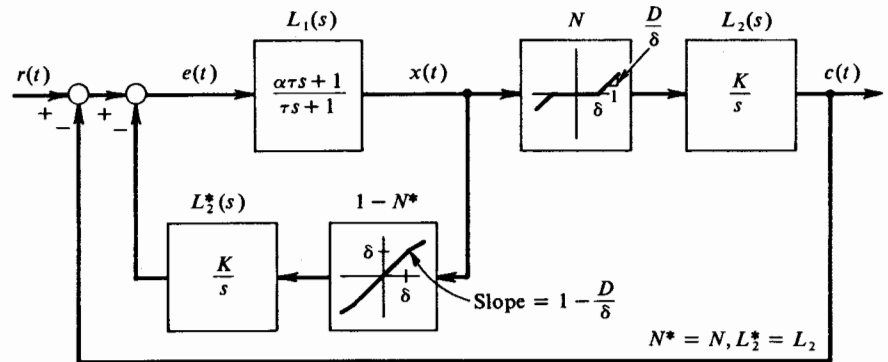 L₁(s)
N
D/δ
L₂(s)
r(t)
e(t)
x(t)
c(t)
ατs + 1
τs + 1
δ
1
K
s
+
−
+
−
L₂*(s)
1 − N*
K
s
δ
δ
Slope = 1 − D/δ
N* = N, L₂* = L₂